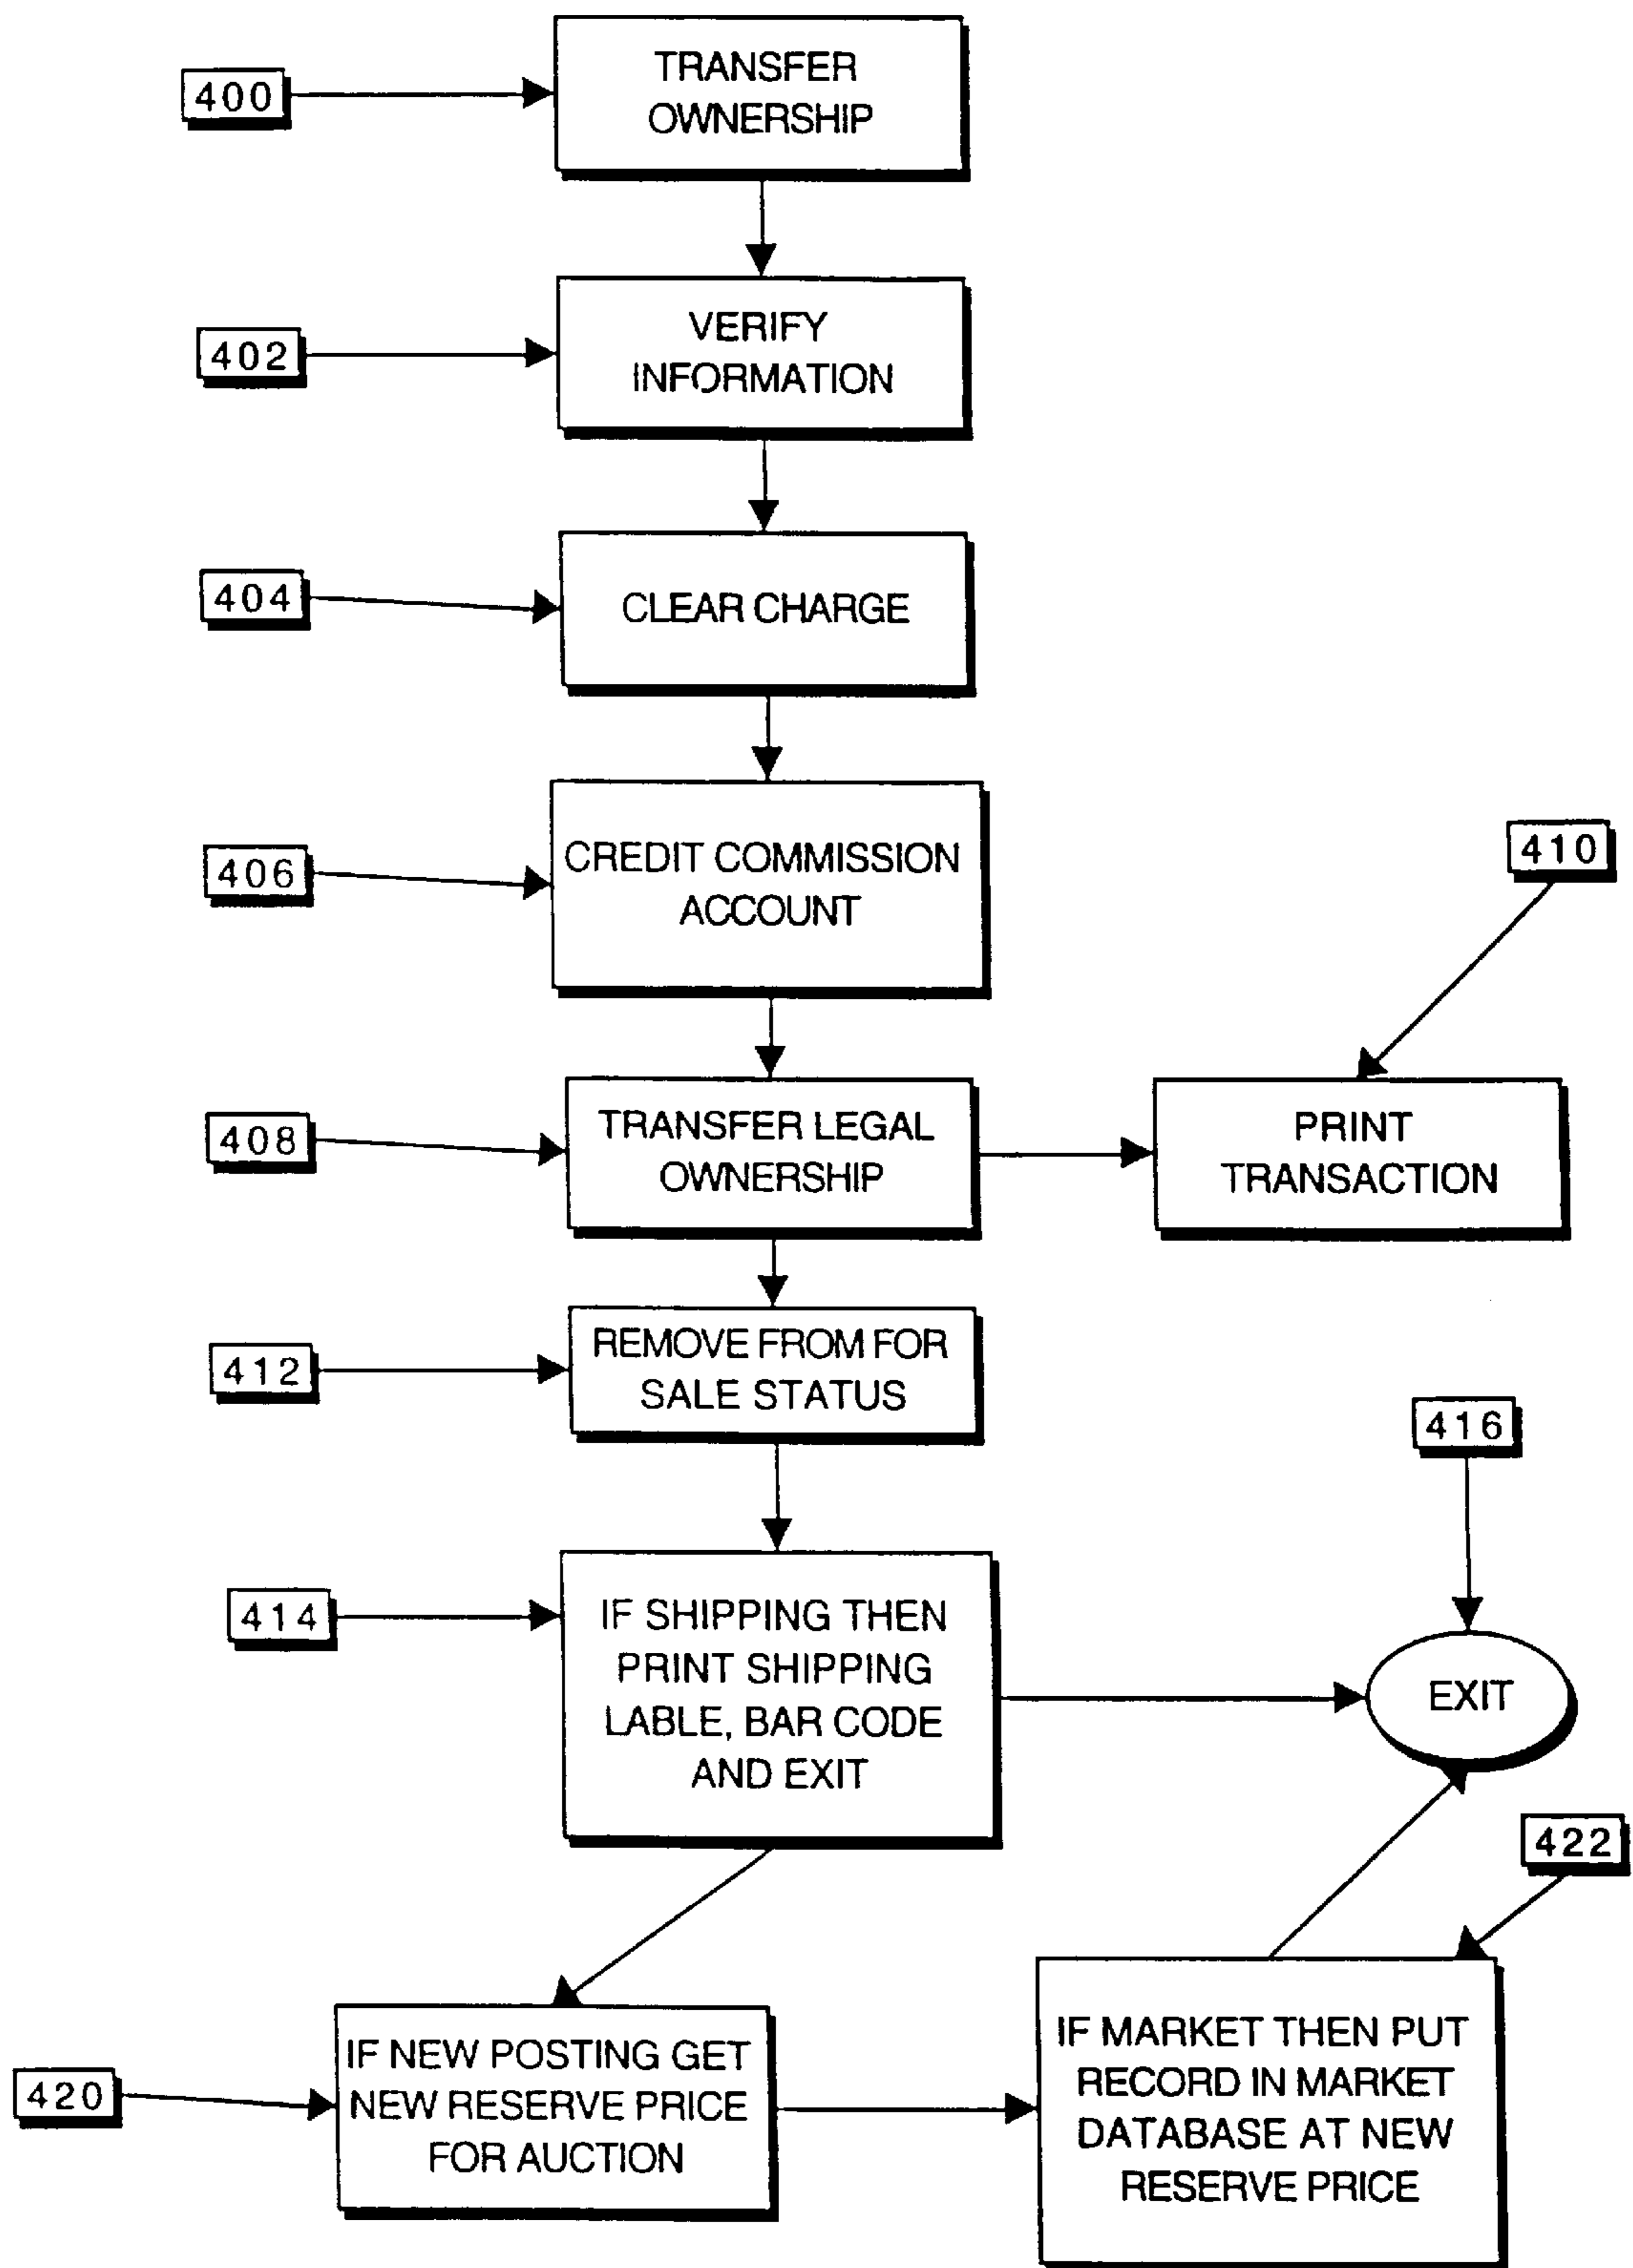 400
TRANSFER
OWNERSHIP
402
VERIFY
INFORMATION
404
CLEAR CHARGE
406
CREDIT COMMISSION
ACCOUNT
410
408
TRANSFER LEGAL
OWNERSHIP
PRINT
TRANSACTION
412
REMOVE FROM FOR
SALE STATUS
416
414
IF SHIPPING THEN
PRINT SHIPPING
LABLE, BAR CODE
AND EXIT
EXIT
422
420
IF NEW POSTING GET
NEW RESERVE PRICE
FOR AUCTION
IF MARKET THEN PUT
RECORD IN MARKET
DATABASE AT NEW
RESERVE PRICE